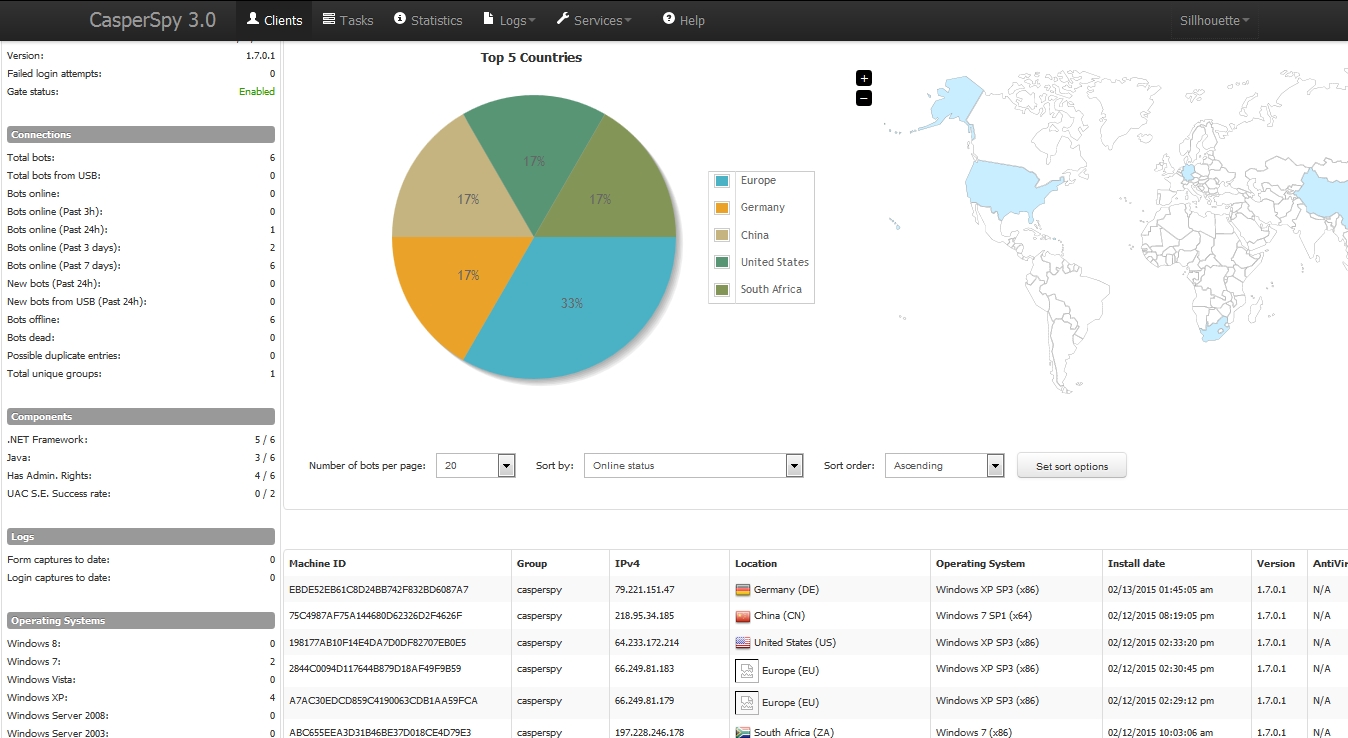 CasperSpy 3.0 Clients Tasks Statistics Logs Services Help Sillhouette
Version: 1.7.0.1
Failed login attempts: 0
Gate status: Enabled
Connections
Total bots: 6
Total bots from USB: 0
Bots online: 0
Bots online (Past 3h): 0
Bots online (Past 24h): 1
Bots online (Past 3 days): 2
Bots online (Past 7 days): 6
New bots (Past 24h): 0
New bots from USB (Past 24h): 0
Bots offline: 6
Bots dead: 0
Possible duplicate entries: 0
Total unique groups: 1
Components
.NET Framework: 5 / 6
Java: 3 / 6
Has Admin. Rights: 4 / 6
UAC S.E. Success rate: 0 / 2
Logs
Form captures to date: 0
Login captures to date: 0
Operating Systems
Windows 8: 0
Windows 7: 2
Windows Vista: 0
Windows XP: 4
Windows Server 2008: 0
Windows Server 2003: 0
Top 5 Countries
17%
17%
17%
17%
33%
Europe
Germany
China
United States
South Africa
+
−
Number of bots per page: 20 Sort by: Online status Sort order: Ascending Set sort options
Machine ID Group IPv4 Location Operating System Install date Version AntiVir
EBDE52EB61C8D24BB742F832BD6087A7 casperspy 79.221.151.47 Germany (DE) Windows XP SP3 (x86) 02/13/2015 01:45:05 am 1.7.0.1 N/A
75C4987AF75A144680D62326D2F4626F casperspy 218.95.34.185 China (CN) Windows 7 SP1 (x64) 02/12/2015 08:19:05 pm 1.7.0.1 N/A
198177AB10F14E4DA7D0DF82707EB0E5 casperspy 64.233.172.214 United States (US) Windows XP SP3 (x86) 02/12/2015 02:33:20 pm 1.7.0.1 N/A
2844C0094D117644B879D18AF49F9B59 casperspy 66.249.81.183 Europe (EU) Windows XP SP3 (x86) 02/12/2015 02:30:45 pm 1.7.0.1 N/A
A7AC30EDCD859C4190063CDB1AA59FCA casperspy 66.249.81.179 Europe (EU) Windows XP SP3 (x86) 02/12/2015 02:29:12 pm 1.7.0.1 N/A
ABC655EEA3D31B46BE37D018CE4D79E3 casperspy 197.228.246.178 South Africa (ZA) Windows 7 (x86) 02/12/2015 10:03:06 am 1.7.0.1 N/A